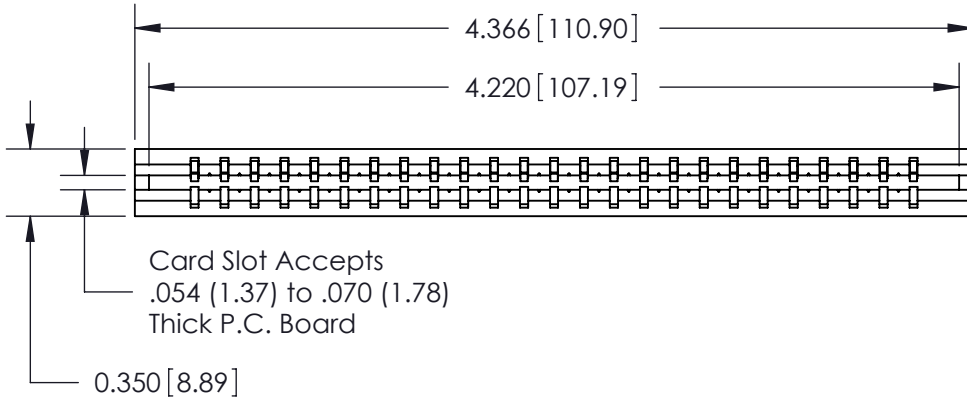 4.366 [110.90]
4.220 [107.19]
Card Slot Accepts
.054 (1.37) to .070 (1.78)
Thick P.C. Board
0.350 [8.89]